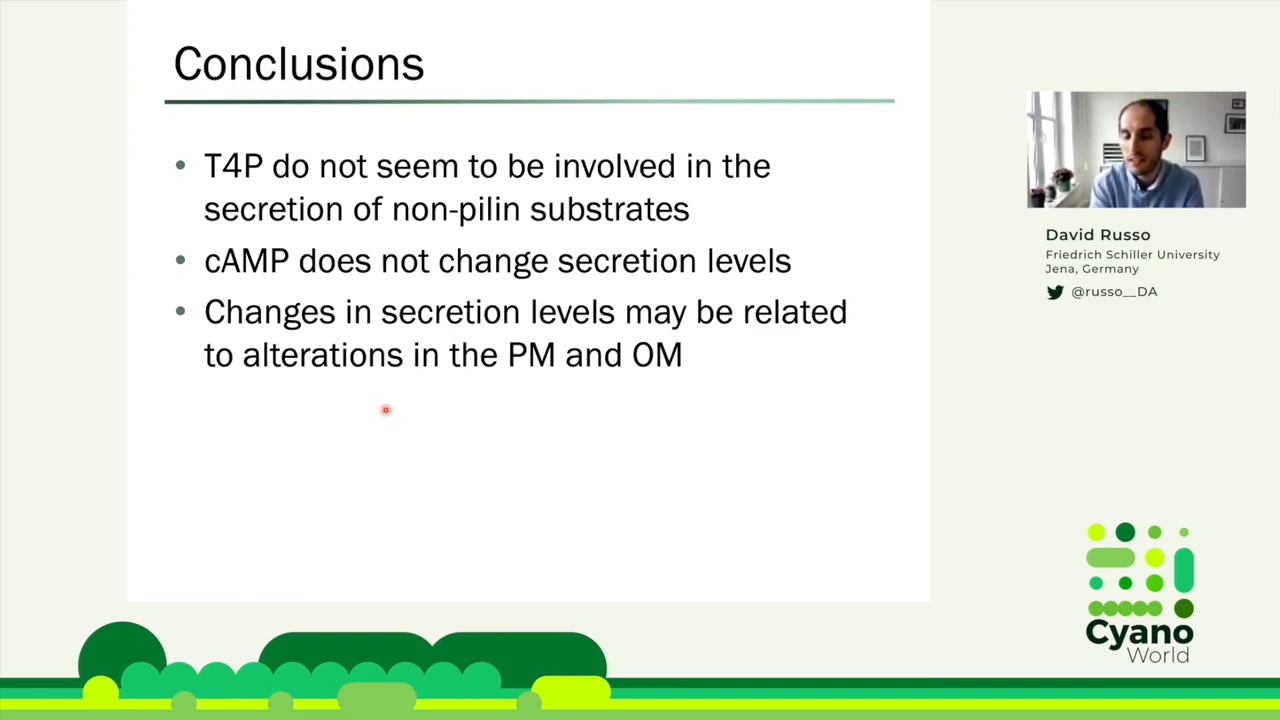 Conclusions
• T4P do not seem to be involved in the
secretion of non-pilin substrates
• cAMP does not change secretion levels
• Changes in secretion levels may be related
to alterations in the PM and OM
David Russo
Friedrich Schiller University
Jena, Germany
@russo__DA
Cyano
World